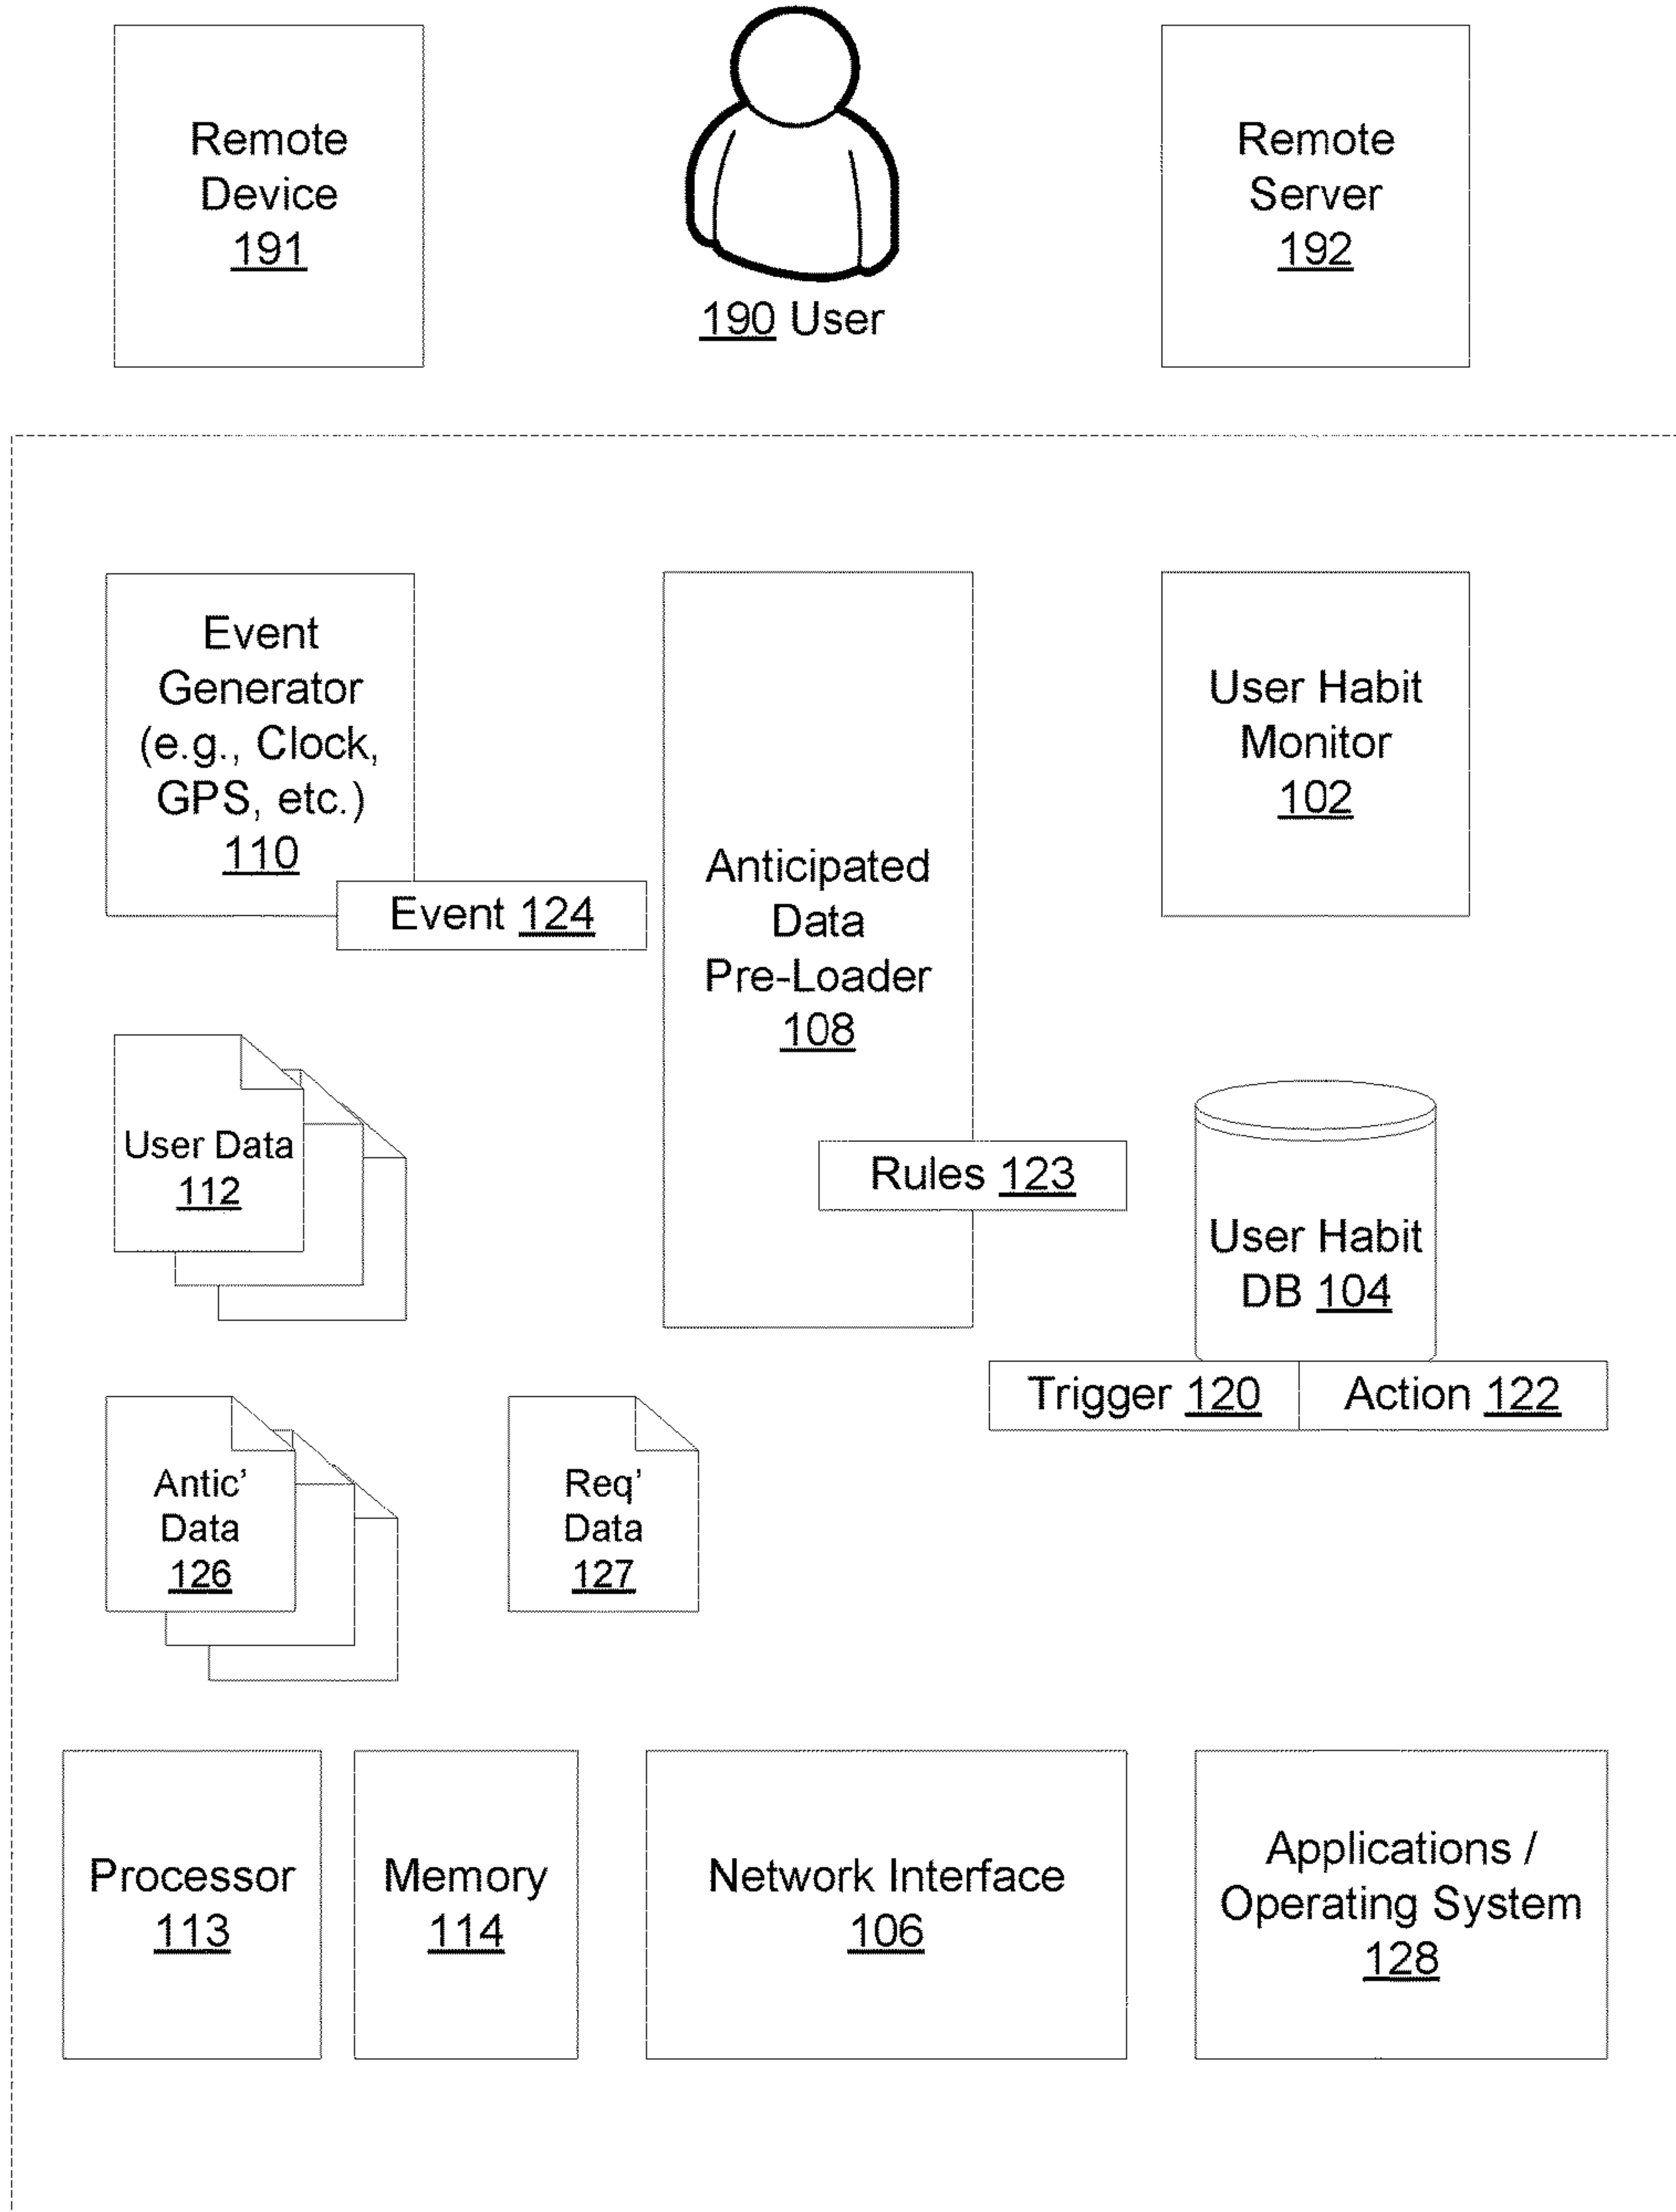 Remote
Device
191
190 User
Remote
Server
192
Event
Generator
(e.g., Clock,
GPS, etc.)
110
Event 124
Anticipated
Data
Pre-Loader
108
User Habit
Monitor
102
User Data
112
Rules 123
User Habit
DB 104
Trigger 120
Action 122
Antic'
Data
126
Req'
Data
127
Processor
113
Memory
114
Network Interface
106
Applications /
Operating System
128